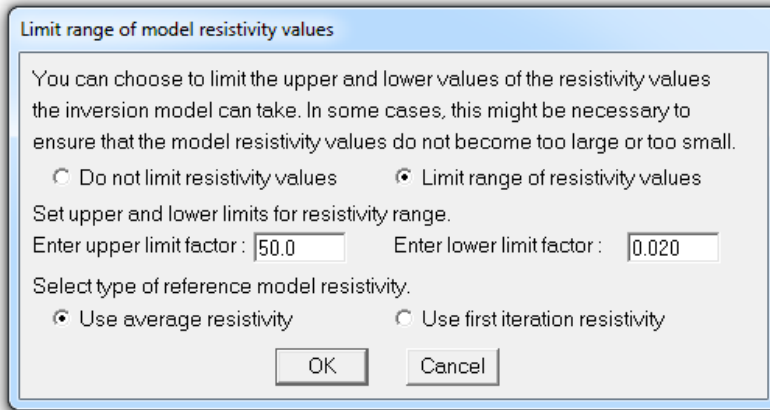 Limit range of model resistivity values
You can choose to limit the upper and lower values of the resistivity values
the inversion model can take. In some cases, this might be necessary to
ensure that the model resistivity values do not become too large or too small.
Do not limit resistivity values Limit range of resistivity values
Set upper and lower limits for resistivity range.
Enter upper limit factor : 50.0 Enter lower limit factor : 0.020
Select type of reference model resistivity.
Use average resistivity Use first iteration resistivity
OK Cancel